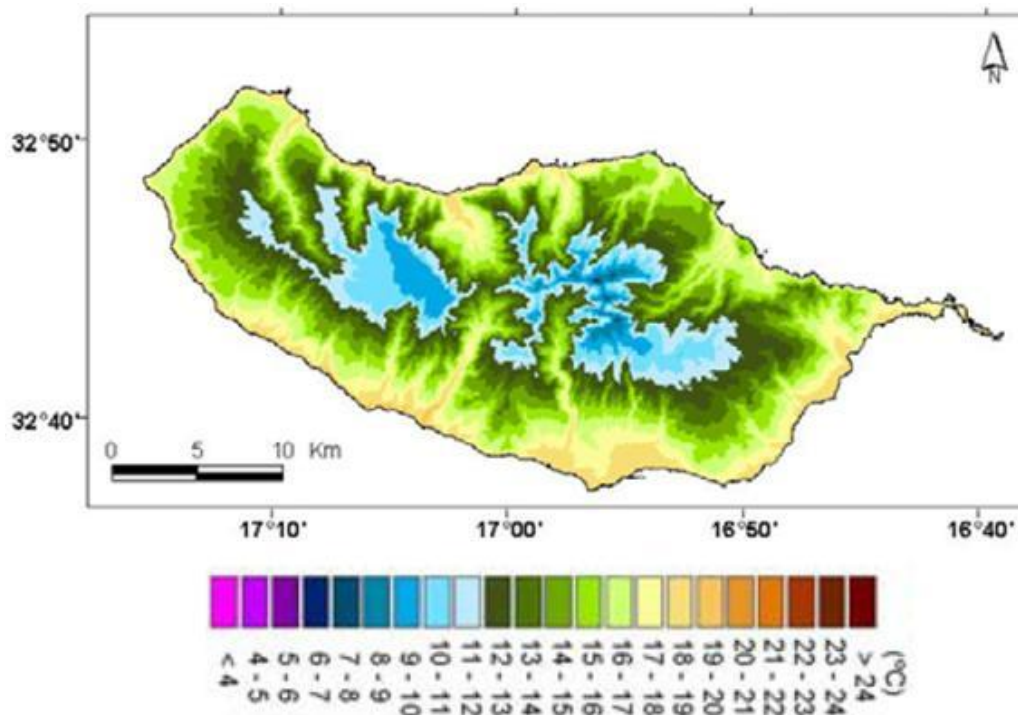 N
32°50'
32°40'
0 5 10 Km
17°10' 17°00' 16°50' 16°40'
< 4
4 - 5
5 - 6
6 - 7
7 - 8
8 - 9
9 - 10
10 - 11
11 - 12
12 - 13
13 - 14
14 - 15
15 - 16
16 - 17
17 - 18
18 - 19
19 - 20
20 - 21
21 - 22
22 - 23
23 - 24
> 24
(ºC)